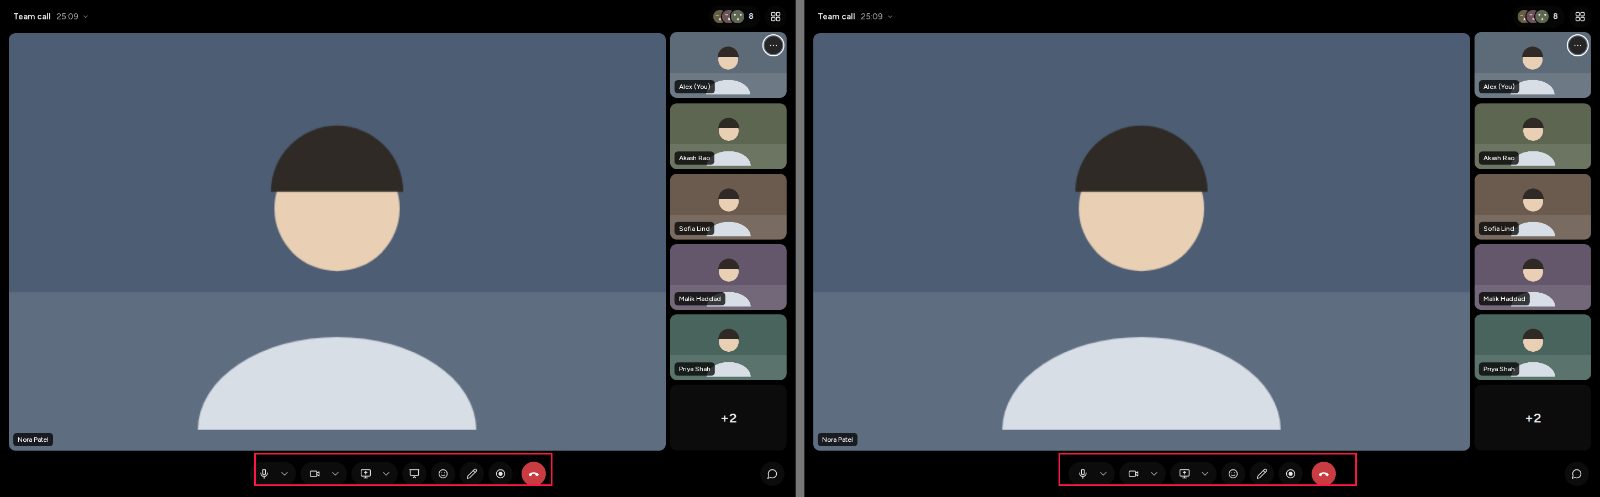 Team call 25:09
8
Alex (You)
Akash Rao
Sofia Lind
Malik Haddad
Priya Shah
+2
Nora Patel
Team call 25:09
8
Alex (You)
Akash Rao
Sofia Lind
Malik Haddad
Priya Shah
+2
Nora Patel